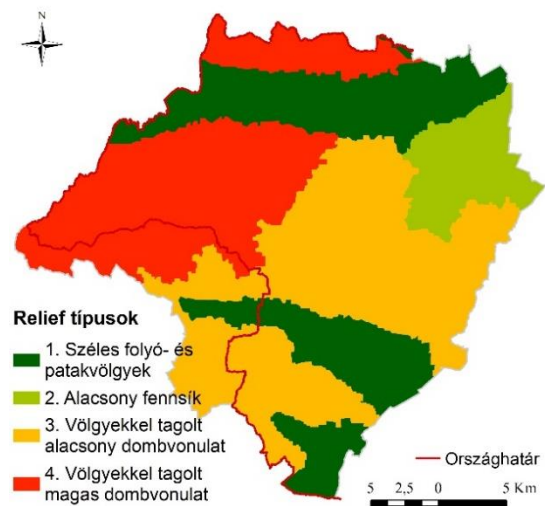 N
Relief típusok
1. Széles folyó- és
patakvölgyek
2. Alacsony fennsík
3. Völgyekkel tagolt
alacsony dombvonulat
4. Völgyekkel tagolt
magas dombvonulat
Országhatár
5 2,5 0 5 Km